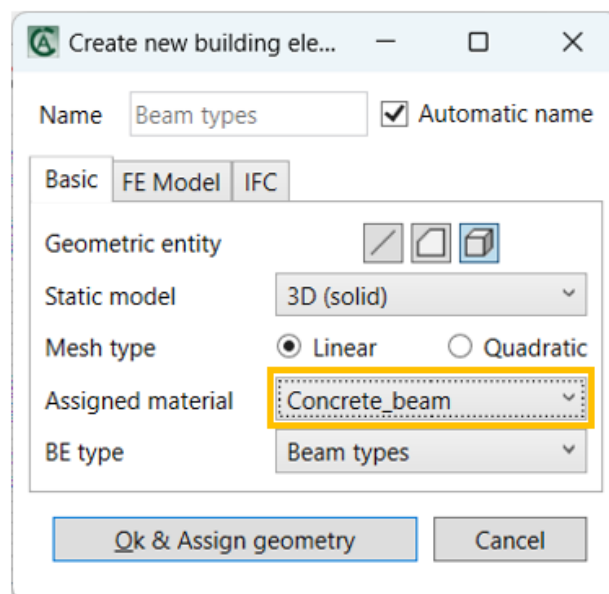 Create new building ele...
Name Beam types Automatic name
Basic FE Model IFC
Geometric entity
Static model 3D (solid)
Mesh type Linear Quadratic
Assigned material Concrete_beam
BE type Beam types
Ok & Assign geometry Cancel